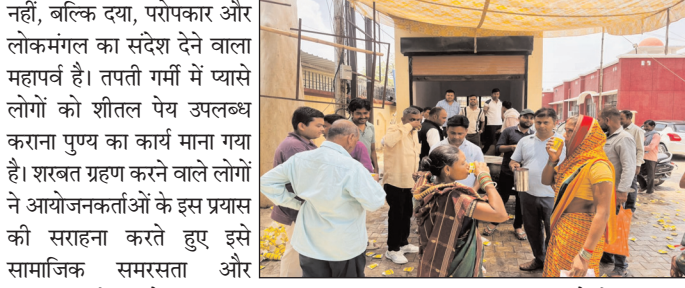 नहीं, बल्कि दया, परोपकार और
लोकमंगल का संदेश देने वाला
महापर्व है। तपती गर्मी में प्यासे
लोगों को शीतल पेय उपलब्ध
कराना पुण्य का कार्य माना गया
है। शरबत ग्रहण करने वाले लोगों
ने आयोजनकर्ताओं के इस प्रयास
की सराहना करते हुए इसे
सामाजिक समरसता और